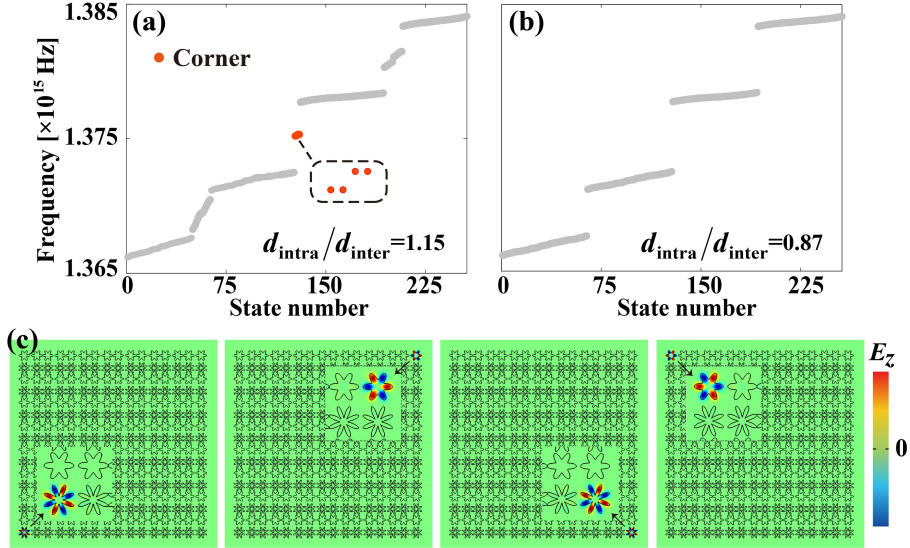 (a)
(b)
Frequency [×10¹⁵ Hz]
1.385
1.375
1.365
Corner
d_intra/d_inter=1.15
d_intra/d_inter=0.87
0 75 150 225
0 75 150 225
State number
State number
(c)
E_z
0